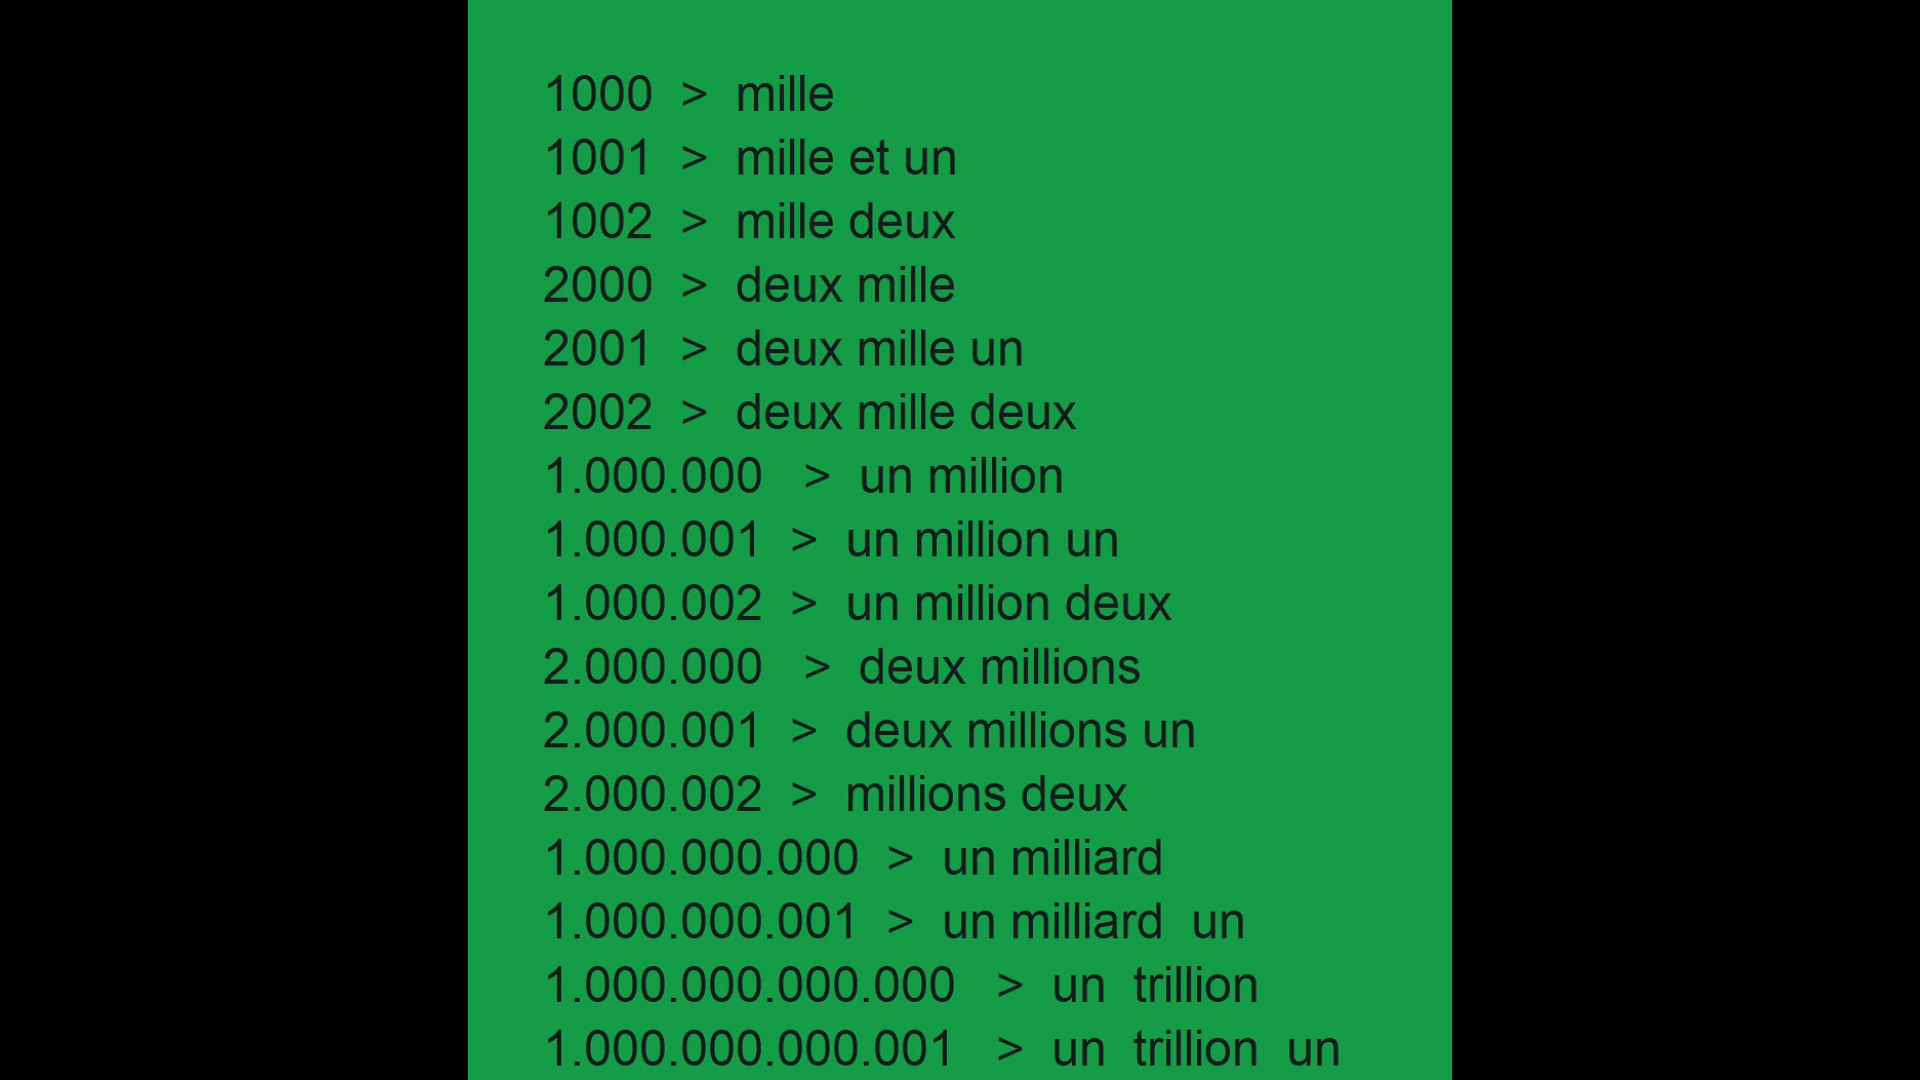 1000 > mille
1001 > mille et un
1002 > mille deux
2000 > deux mille
2001 > deux mille un
2002 > deux mille deux
1.000.000 > un million
1.000.001 > un million un
1.000.002 > un million deux
2.000.000 > deux millions
2.000.001 > deux millions un
2.000.002 > millions deux
1.000.000.000 > un milliard
1.000.000.001 > un milliard un
1.000.000.000.000 > un trillion
1.000.000.000.001 > un trillion un